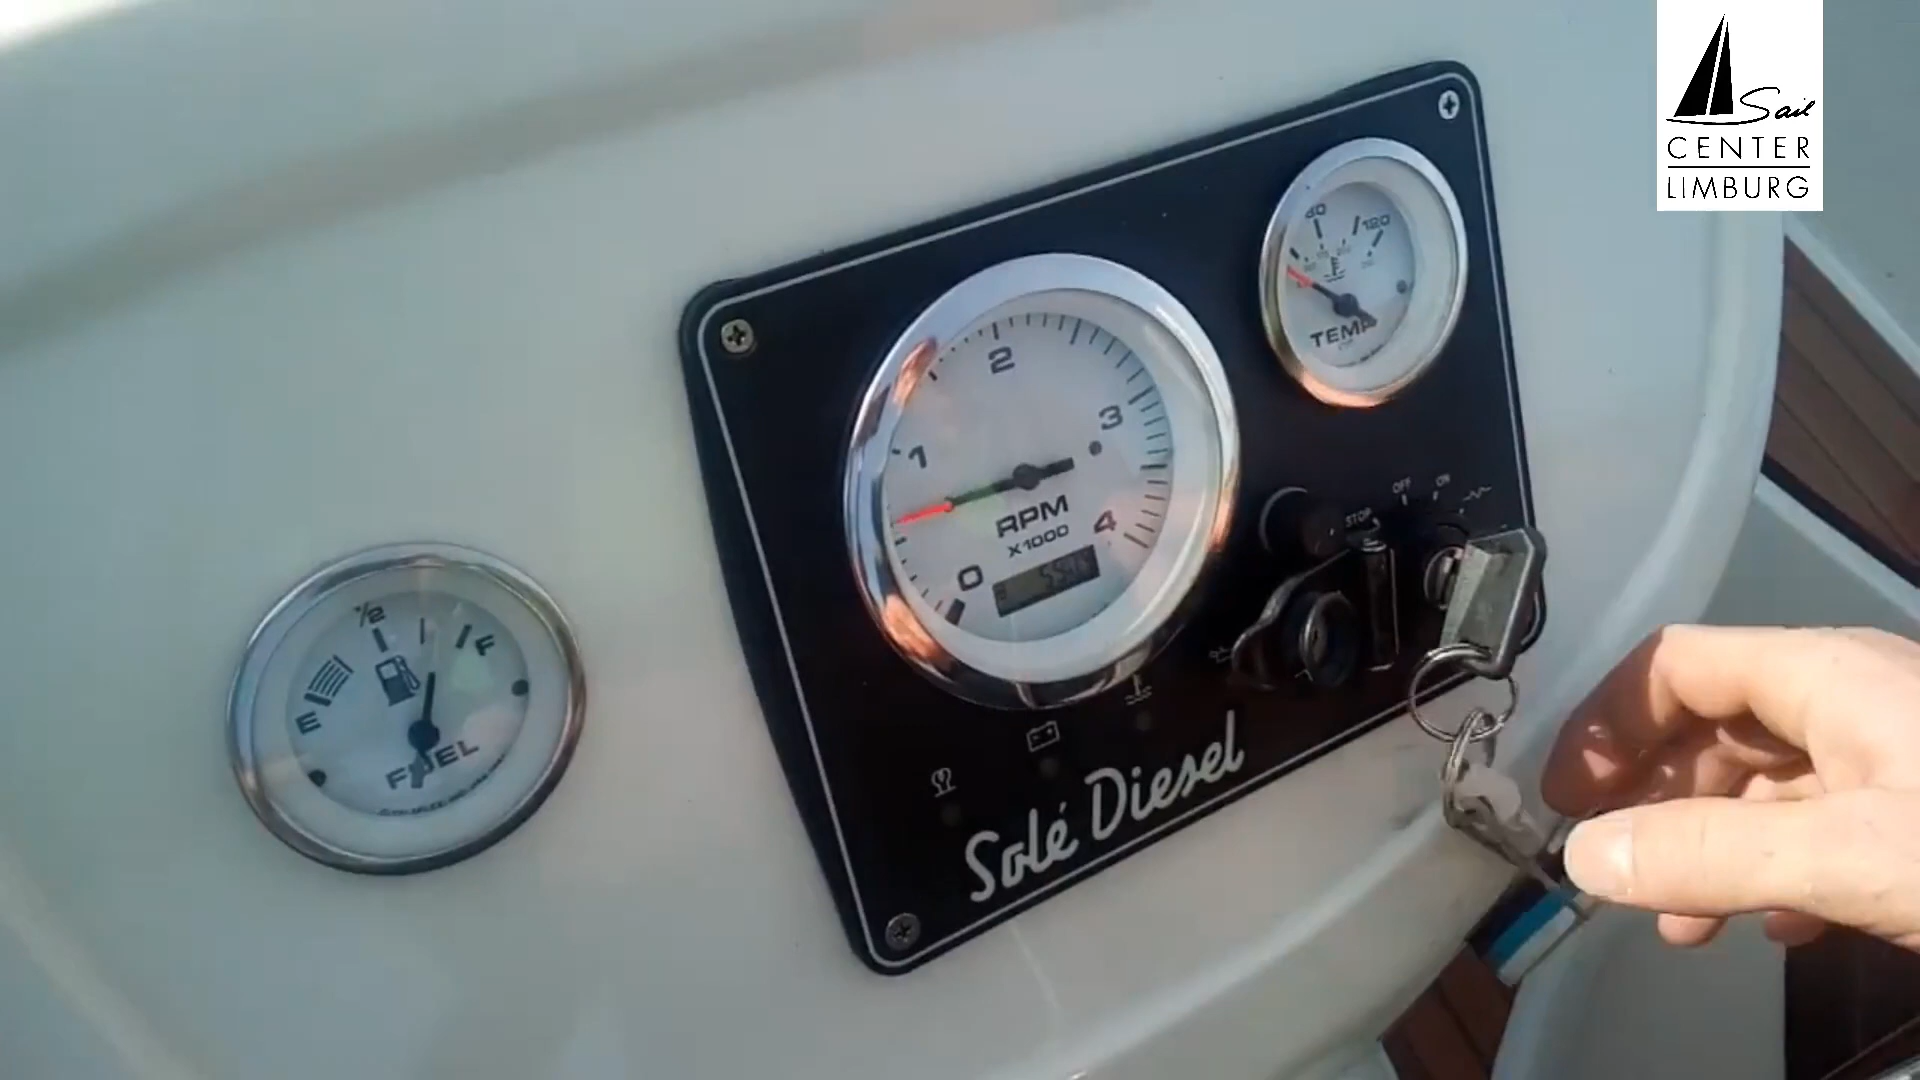 Sail
CENTER
LIMBURG
120
2
1
3
RPM
X1000
4
0
TEMP
OFF
ON
STOP
1/2
E
F
FUEL
Solé Diesel